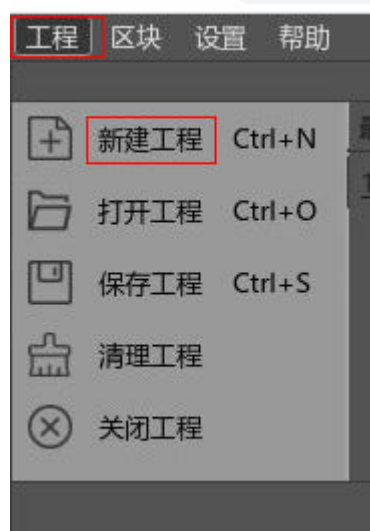 工程 区块 设置 帮助
新建工程 Ctrl+N
打开工程 Ctrl+O
保存工程 Ctrl+S
清理工程
关闭工程